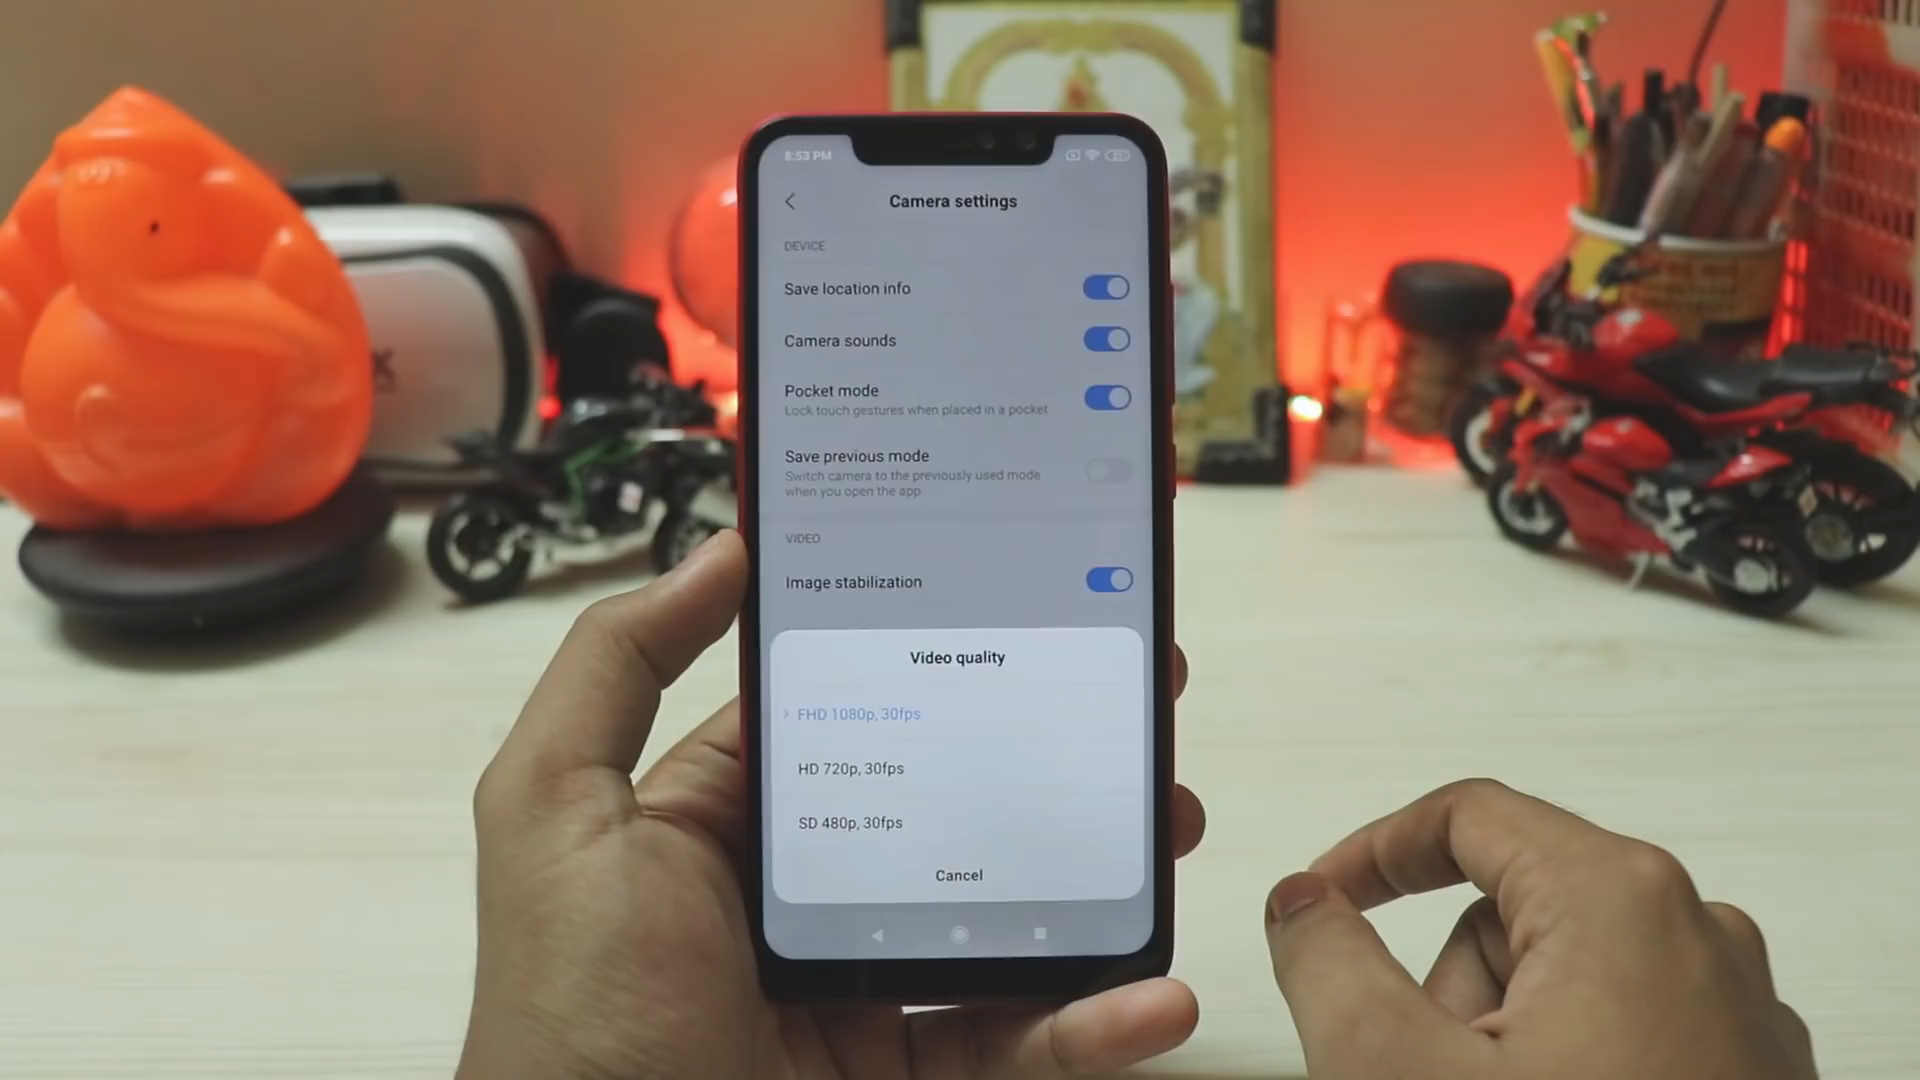 8:53 PM
Camera settings
DEVICE
Save location info
Camera sounds
Pocket mode
Lock touch gestures when placed in a pocket
Save previous mode
Switch camera to the previously used mode
when you open the app
VIDEO
Image stabilization
Video quality
FHD 1080p, 30fps
HD 720p, 30fps
SD 480p, 30fps
Cancel